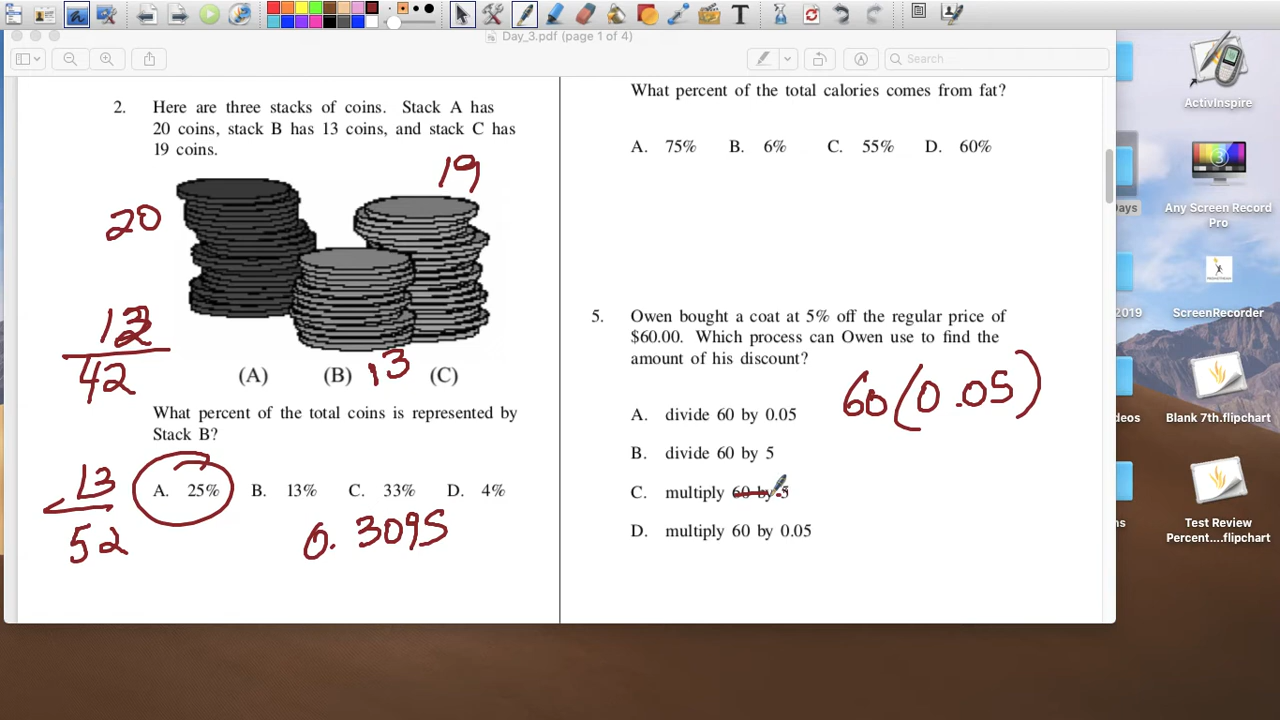 Day_3.pdf (page 1 of 4)
Search
2. Here are three stacks of coins. Stack A has
20 coins, stack B has 13 coins, and stack C has
19 coins.
19
20
12
42
13
(A) (B) (C)
What percent of the total coins is represented by
Stack B?
13
52
A. 25% B. 13% C. 33% D. 4%
0.3095
What percent of the total calories comes from fat?
A. 75% B. 6% C. 55% D. 60%
5. Owen bought a coat at 5% off the regular price of
$60.00. Which process can Owen use to find the
amount of his discount?
60(0.05)
A. divide 60 by 0.05
B. divide 60 by 5
C. multiply 60 by 5
D. multiply 60 by 0.05
ActivInspire
Days
Any Screen Record
Pro
2019
ScreenRecorder
Blank 7th.flipchart
Test Review
Percent....flipchart